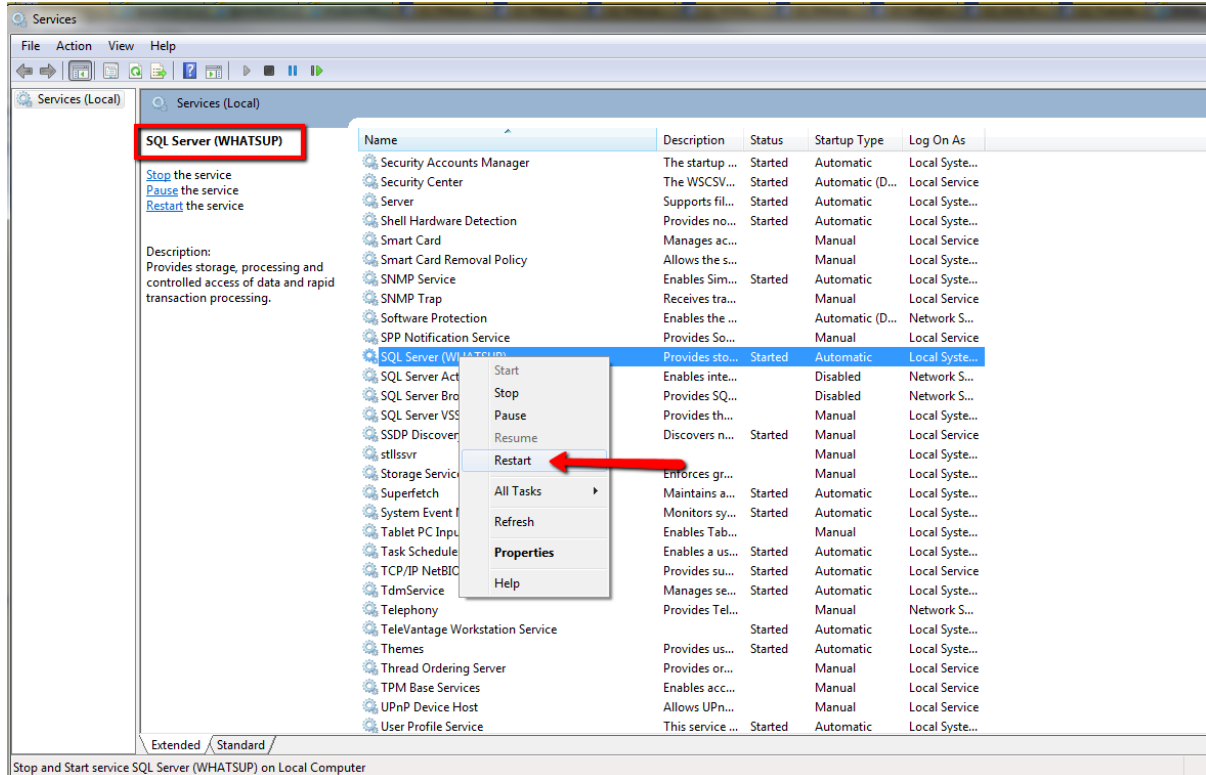 Services
File Action View Help
Services (Local)
Services (Local)
SQL Server (WHATSUP)
Stop the service
Pause the service
Restart the service
Description:
Provides storage, processing and
controlled access of data and rapid
transaction processing.
Name Description Status Startup Type Log On As
Security Accounts Manager The startup ... Started Automatic Local Syste...
Security Center The WSCSV... Started Automatic (D... Local Service
Server Supports fil... Started Automatic Local Syste...
Shell Hardware Detection Provides no... Started Automatic Local Syste...
Smart Card Manages ac... Manual Local Service
Smart Card Removal Policy Allows the s... Manual Local Syste...
SNMP Service Enables Sim... Started Automatic Local Syste...
SNMP Trap Receives tra... Manual Local Service
Software Protection Enables the ... Automatic (D... Network S...
SPP Notification Service Provides So... Manual Local Service
SQL Server (WHATSUP) Provides sto... Started Automatic Local Syste...
SQL Server Act Enables inte... Disabled Network S...
SQL Server Bro Provides SQ... Disabled Network S...
SQL Server VSS Provides th... Manual Local Syste...
SSDP Discover Discovers n... Started Manual Local Service
stllssvr Manual Local Syste...
Storage Servic Enforces gr... Manual Local Syste...
Superfetch Maintains a... Started Automatic Local Syste...
System Event Monitors sy... Started Automatic Local Syste...
Tablet PC Inpu Enables Tab... Manual Local Syste...
Task Schedule Enables a us... Started Automatic Local Syste...
TCP/IP NetBIO Provides su... Started Automatic Local Service
TdmService Manages se... Started Automatic Local Syste...
Telephony Provides Tel... Manual Network S...
TeleVantage Workstation Service Started Automatic Local Syste...
Themes Provides us... Started Automatic Local Syste...
Thread Ordering Server Provides or... Manual Local Service
TPM Base Services Enables acc... Manual Local Service
UPnP Device Host Allows UPn... Manual Local Service
User Profile Service This service ... Started Automatic Local Syste...
Start
Stop
Pause
Resume
Restart
All Tasks
Refresh
Properties
Help
Extended Standard
Stop and Start service SQL Server (WHATSUP) on Local Computer